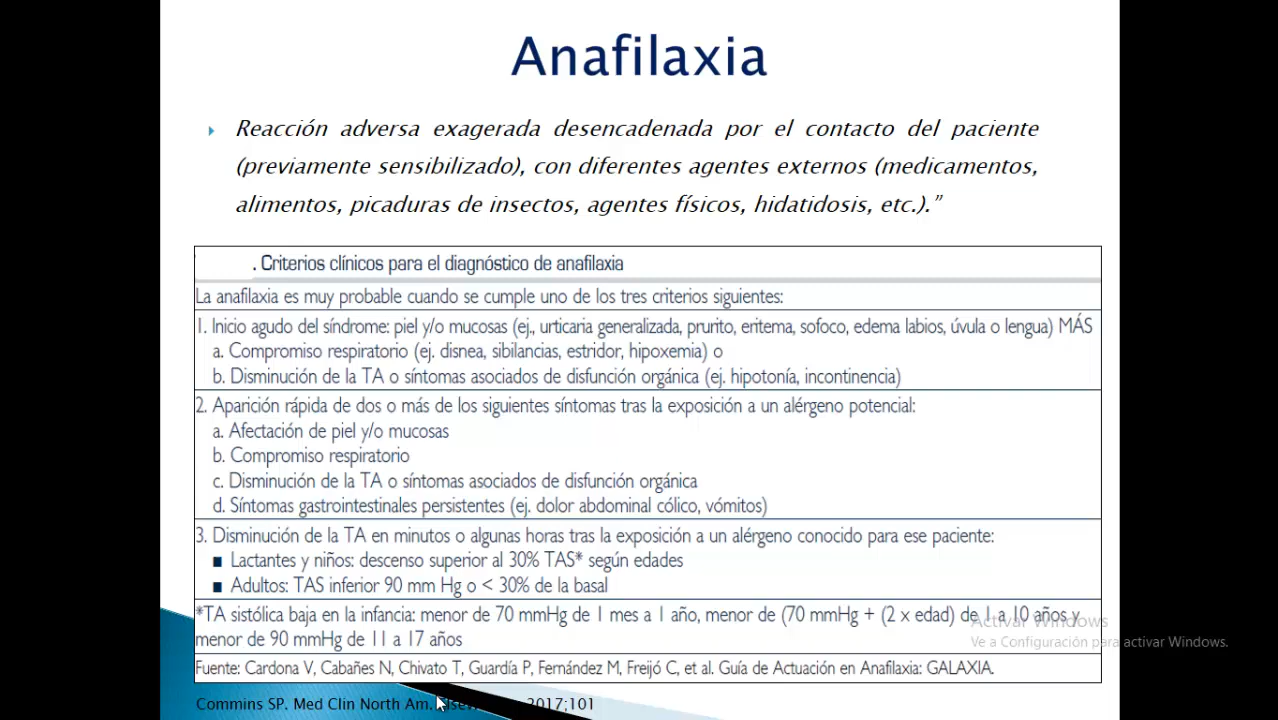 Anafilaxia
Reacción adversa exagerada desencadenada por el contacto del paciente
(previamente sensibilizado), con diferentes agentes externos (medicamentos,
alimentos, picaduras de insectos, agentes físicos, hidatidosis, etc.).”
. Criterios clínicos para el diagnóstico de anafilaxia
La anafilaxia es muy probable cuando se cumple uno de los tres criterios siguientes:
1. Inicio agudo del síndrome: piel y/o mucosas (ej., urticaria generalizada, prurito, eritema, sofoco, edema labios, úvula o lengua) MÁS
a. Compromiso respiratorio (ej. disnea, sibilancias, estridor, hipoxemia) o
b. Disminución de la TA o síntomas asociados de disfunción orgánica (ej. hipotonía, incontinencia)
2. Aparición rápida de dos o más de los siguientes síntomas tras la exposición a un alérgeno potencial:
a. Afectación de piel y/o mucosas
b. Compromiso respiratorio
c. Disminución de la TA o síntomas asociados de disfunción orgánica
d. Síntomas gastrointestinales persistentes (ej. dolor abdominal cólico, vómitos)
3. Disminución de la TA en minutos o algunas horas tras la exposición a un alérgeno conocido para ese paciente:
■ Lactantes y niños: descenso superior al 30% TAS* según edades
■ Adultos: TAS inferior 90 mm Hg o < 30% de la basal
*TA sistólica baja en la infancia: menor de 70 mmHg de 1 mes a 1 año, menor de (70 mmHg + (2 x edad) de 1 a 10 años y
menor de 90 mmHg de 11 a 17 años
Activar Windows
Ve a Configuración para activar Windows.
Fuente: Cardona V, Cabañes N, Chivato T, Guardía P, Fernández M, Freijó C, et al. Guía de Actuación en Anafilaxia: GALAXIA.
Commins SP. Med Clin North Am. 2017;101